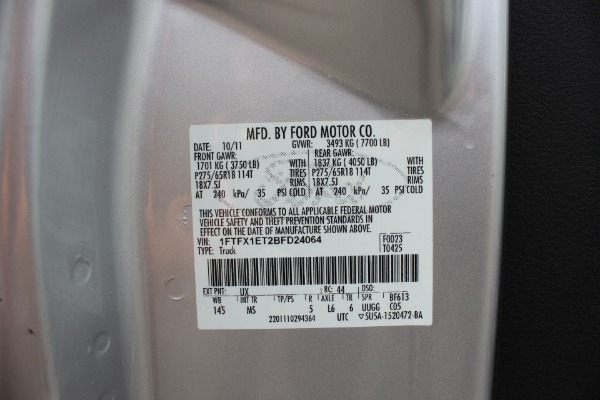 MFD. BY FORD MOTOR CO.
DATE: 10/11 GVWR: 3493 KG ( 7700 LB)
FRONT GAWR: REAR GAWR:
1701 KG ( 3750 LB) WITH 1837 KG ( 4050 LB) WITH
P275/65R18 114T TIRES P275/65R18 114T TIRES
18X7.5J RIMS 18X7.5J RIMS
AT 240 kPa/ 35 PSI COLD AT 240 kPa/ 35 PSI COLD
THIS VEHICLE CONFORMS TO ALL APPLICABLE FEDERAL MOTOR
VEHICLE SAFETY AND THEFT PREVENTION STANDARDS IN
EFFECT ON THE DATE OF MANUFACTURE SHOWN ABOVE.
VIN: 1FTFX1ET2BFD24064 F0023
TYPE: Truck T0425
EXT PNT: UX RC: 44
WB INT TR TP/PS R AXLE TR SPR BF613
145 MS 5 L6 6 UUGG C05
2201110294364 UTC 5U5A-1520472-BA